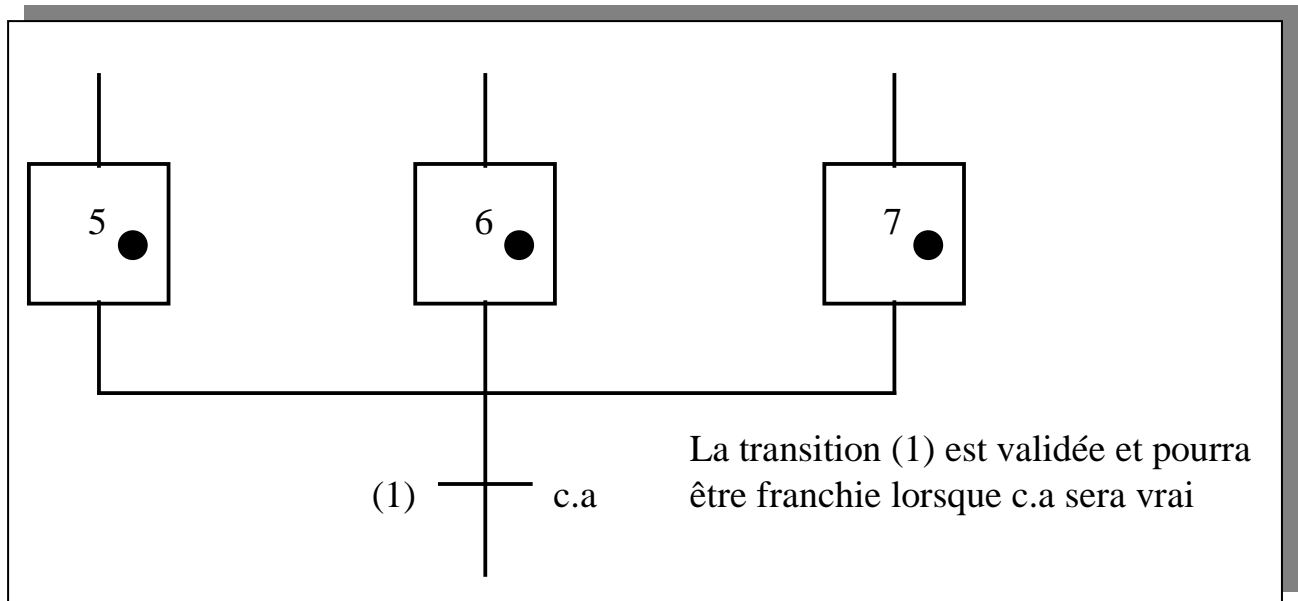 5 6 7
La transition (1) est validée et pourra
(1) c.a être franchie lorsque c.a sera vrai